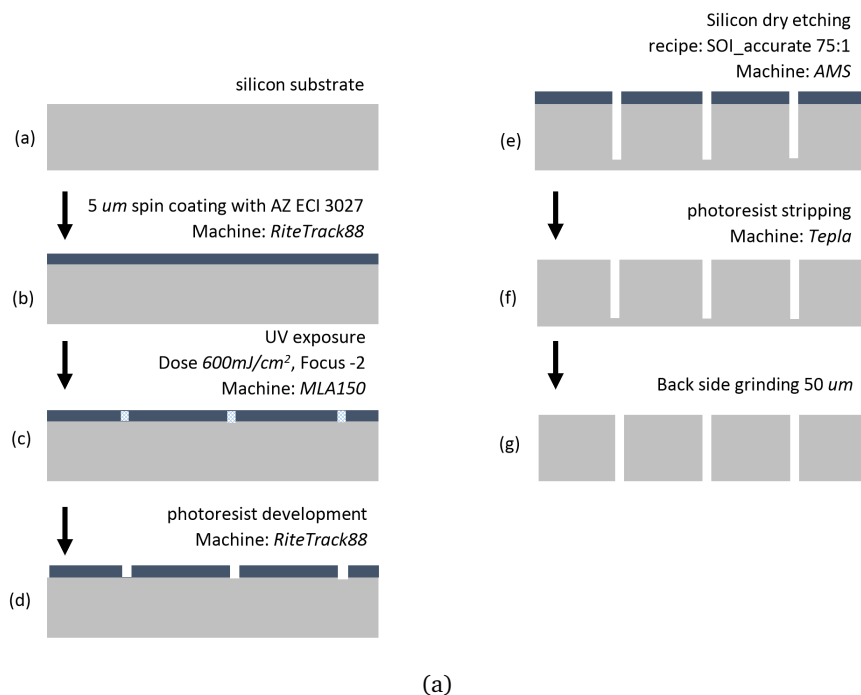 silicon substrate
(a)
5 um spin coating with AZ ECI 3027
Machine: RiteTrack88
(b)
UV exposure
Dose 600mJ/cm², Focus -2
Machine: MLA150
(c)
photoresist development
Machine: RiteTrack88
(d)
Silicon dry etching
recipe: SOI_accurate 75:1
Machine: AMS
(e)
photoresist stripping
Machine: Tepla
(f)
Back side grinding 50 um
(g)
(a)